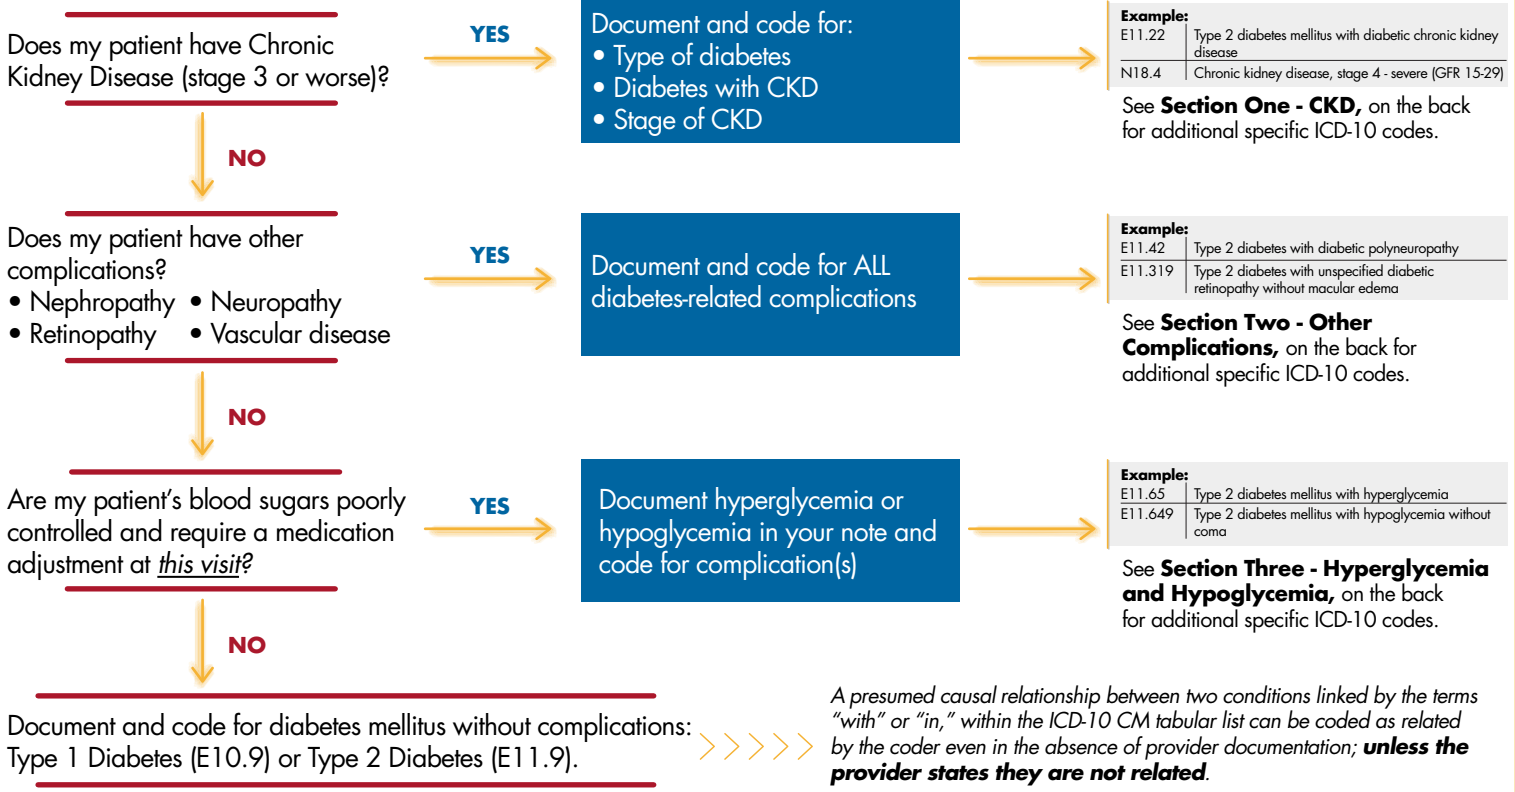 Does my patient have Chronic
Kidney Disease (stage 3 or worse)?
YES
Document and code for:
• Type of diabetes
• Diabetes with CKD
• Stage of CKD
Example:
E11.22 Type 2 diabetes mellitus with diabetic chronic kidney
disease
N18.4 Chronic kidney disease, stage 4 - severe (GFR 15-29)
See Section One - CKD, on the back
for additional specific ICD-10 codes.
NO
Does my patient have other
complications?
• Nephropathy • Neuropathy
• Retinopathy • Vascular disease
YES
Document and code for ALL
diabetes-related complications
Example:
E11.42 Type 2 diabetes with diabetic polyneuropathy
E11.319 Type 2 diabetes with unspecified diabetic
retinopathy without macular edema
See Section Two - Other
Complications, on the back for
additional specific ICD-10 codes.
NO
Are my patient’s blood sugars poorly
controlled and require a medication
adjustment at this visit?
YES
Document hyperglycemia or
hypoglycemia in your note and
code for complication(s)
Example:
E11.65 Type 2 diabetes mellitus with hyperglycemia
E11.649 Type 2 diabetes mellitus with hypoglycemia without
coma
See Section Three - Hyperglycemia
and Hypoglycemia, on the back
for additional specific ICD-10 codes.
NO
Document and code for diabetes mellitus without complications:
Type 1 Diabetes (E10.9) or Type 2 Diabetes (E11.9).
A presumed causal relationship between two conditions linked by the terms
“with” or “in,” within the ICD-10 CM tabular list can be coded as related
by the coder even in the absence of provider documentation; unless the
provider states they are not related.